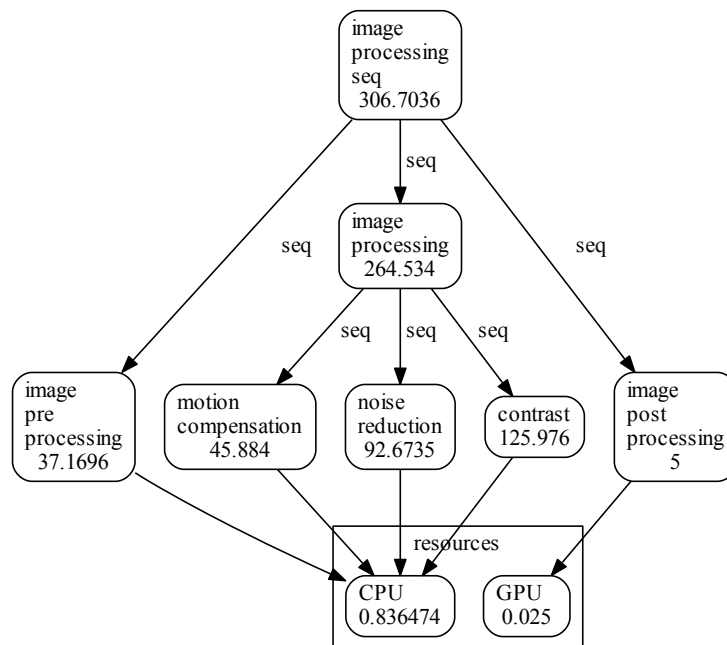 image
processing
seq
306.7036
seq
seq
seq
image
processing
264.534
seq
seq
seq
image
pre
processing
37.1696
motion
compensation
45.884
noise
reduction
92.6735
contrast
125.976
image
post
processing
5
resources
CPU
0.836474
GPU
0.025